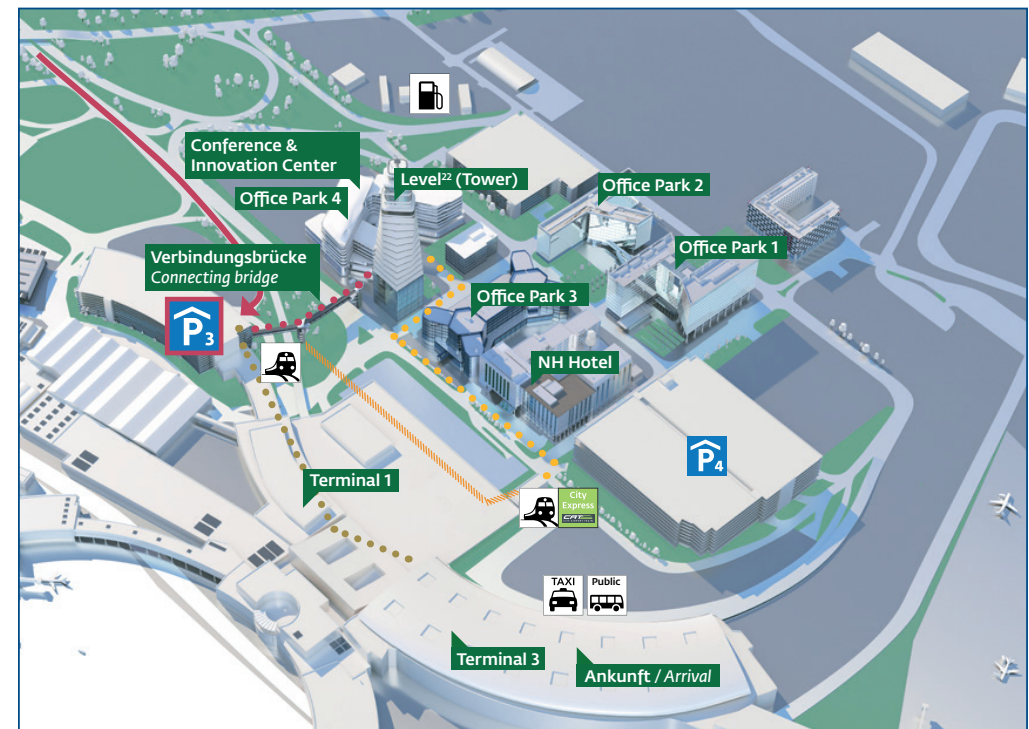 Conference &
Innovation Center
Level²² (Tower)
Office Park 4
Office Park 2
Verbindungsbrücke
Connecting bridge
Office Park 1
Office Park 3
P3
NH Hotel
P4
Terminal 1
City
Express
CAT
TAXI
Public
Terminal 3
Ankunft / Arrival